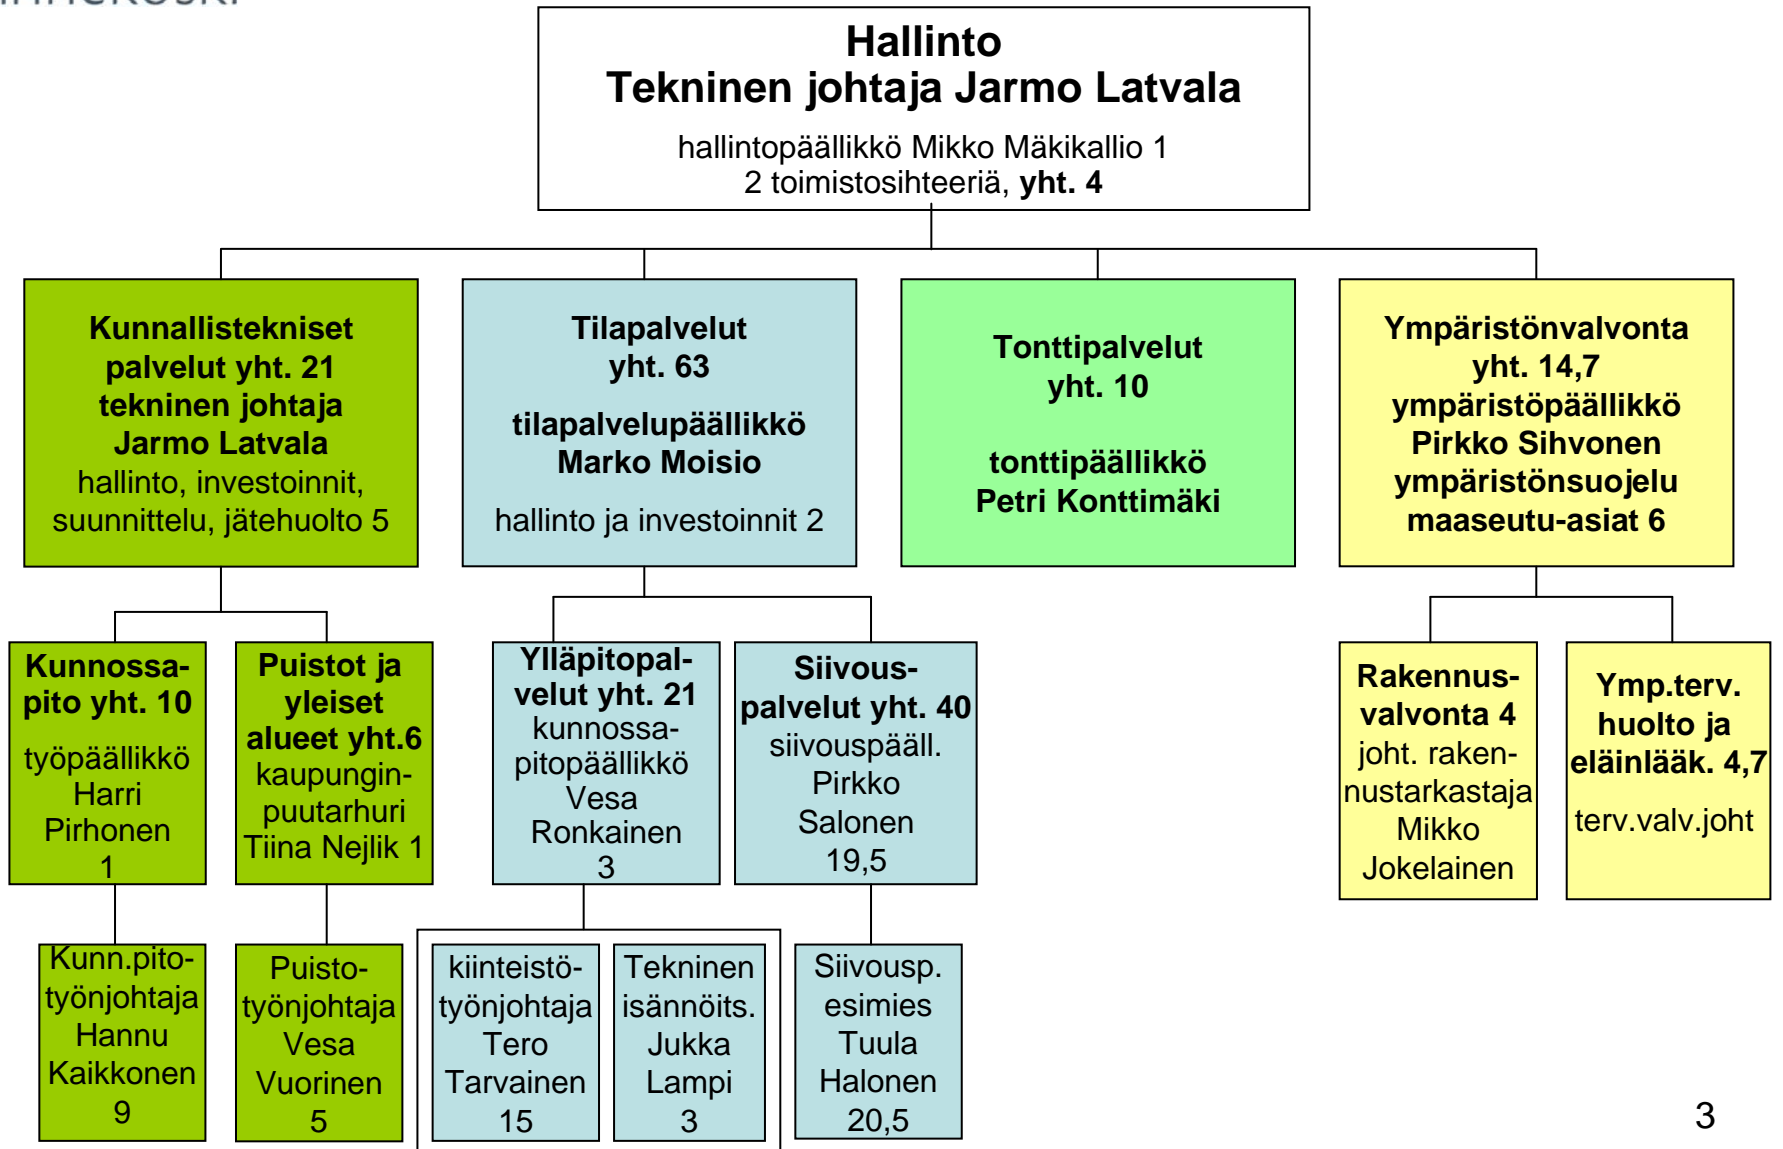 Hallinto
Tekninen johtaja Jarmo Latvala
hallintopäällikkö Mikko Mäkikallio 1
2 toimistosihteeriä, yht. 4
Kunnallistekniset
palvelut yht. 21
tekninen johtaja
Jarmo Latvala
hallinto, investoinnit,
suunnittelu, jätehuolto 5
Tilapalvelut
yht. 63
tilapalvelupäällikkö
Marko Moisio
hallinto ja investoinnit 2
Tonttipalvelut
yht. 10
tonttipäällikkö
Petri Konttimäki
Ympäristönvalvonta
yht. 14,7
ympäristöpäällikkö
Pirkko Sihvonen
ympäristönsuojelu
maaseutu-asiat 6
Kunnossa-
pito yht. 10
työpäällikkö
Harri
Pirhonen
1
Puistot ja
yleiset
alueet yht.6
kaupungin-
puutarhuri
Tiina Nejlik 1
Ylläpitopal-
velut yht. 21
kunnossa-
pitopäällikkö
Vesa
Ronkainen
3
Siivous-
palvelut yht. 40
siivouspääll.
Pirkko
Salonen
19,5
Rakennus-
valvonta 4
joht. raken-
nustarkastaja
Mikko
Jokelainen
Ymp.terv.
huolto ja
eläinlääk. 4,7
terv.valv.joht
Kunn.pito-
työnjohtaja
Hannu
Kaikkonen
9
Puisto-
työnjohtaja
Vesa
Vuorinen
5
kiinteistö-
työnjohtaja
Tero
Tarvainen
15
Tekninen
isännöits.
Jukka
Lampi
3
Siivousp.
esimies
Tuula
Halonen
20,5
3